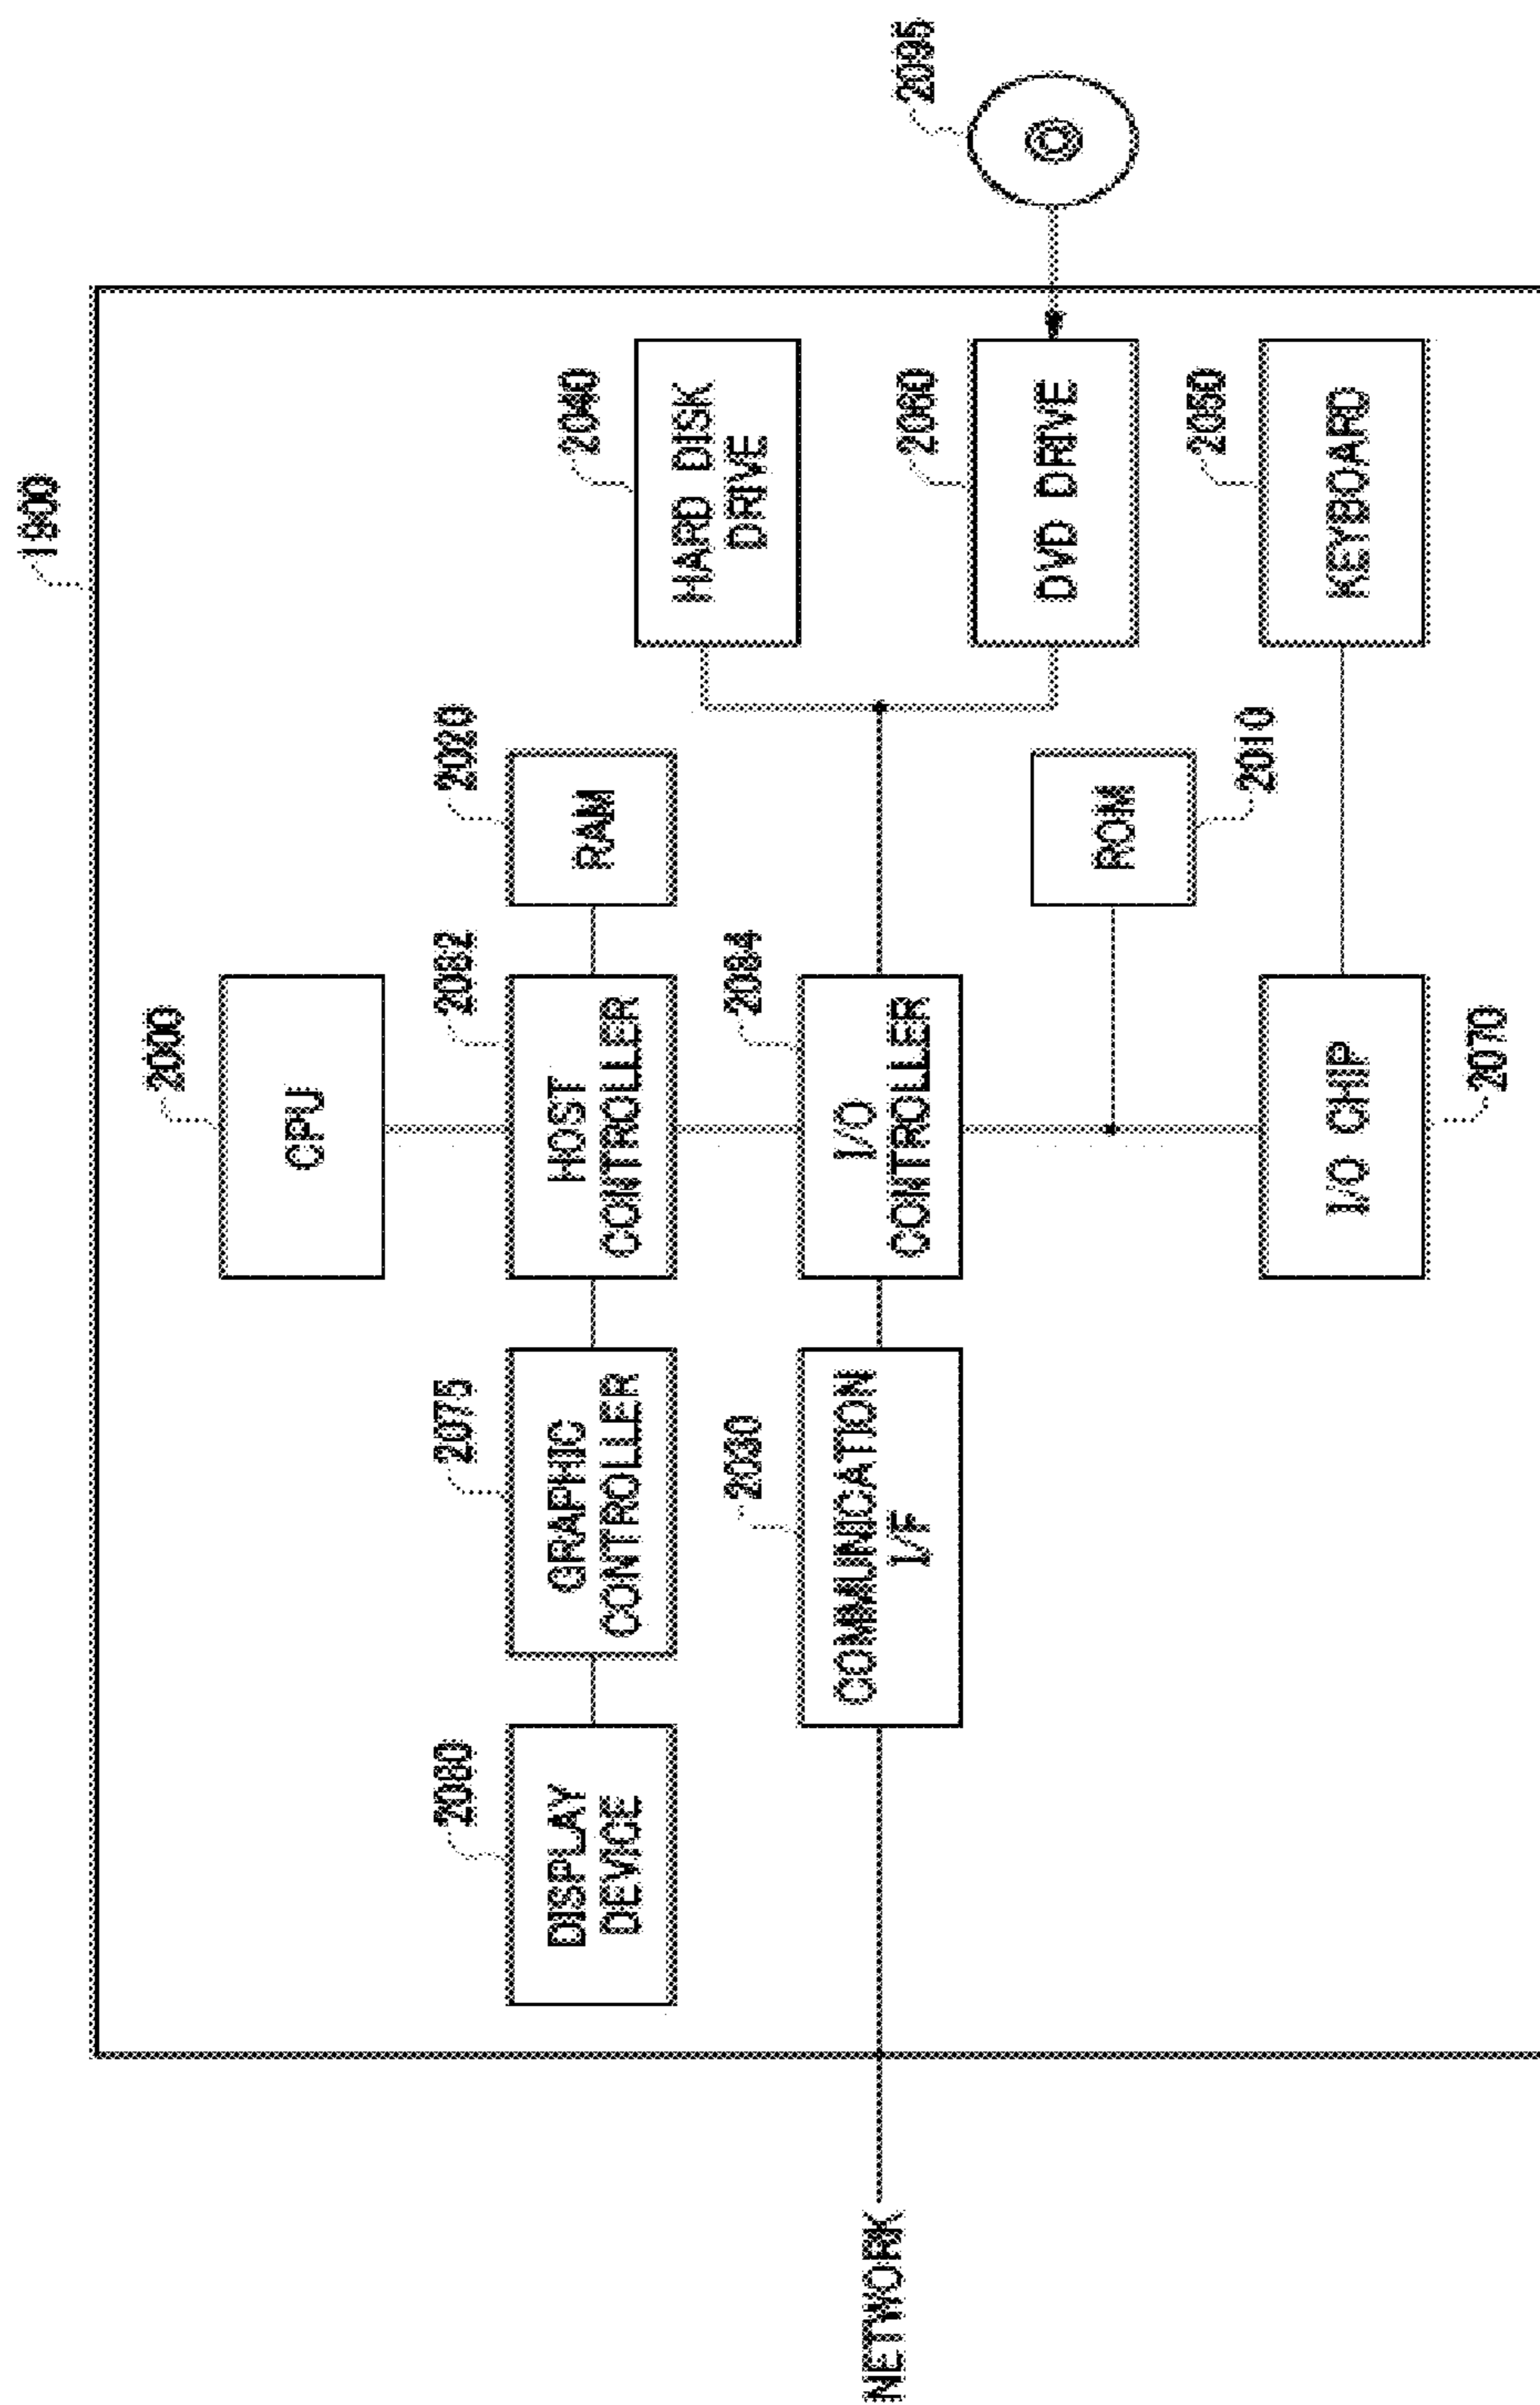 1900
2000
CPU
2080
DISPLAY
DEVICE
2075
GRAPHIC
CONTROLLER
2082
HOST
CONTROLLER
2020
RAM
2040
HARD DISK
DRIVE
NETWORK
2030
COMMUNICATION
I/F
2084
I/O
CONTROLLER
2060
DVD DRIVE
2095
ROM
2010
I/O CHIP
2070
2050
KEYBOARD